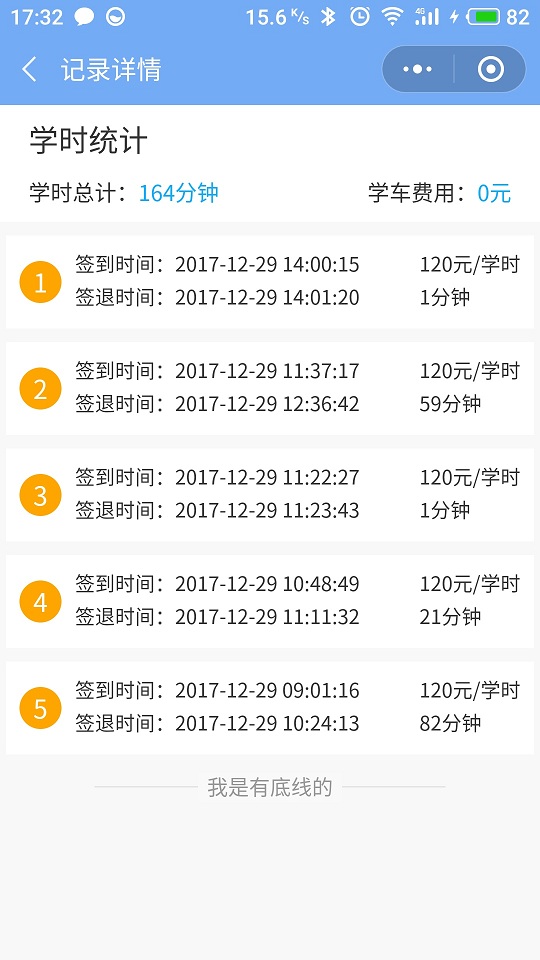 17:32 15.6 K/s 4G 82
记录详情
学时统计
学时总计：164分钟 学车费用：0元
1 签到时间：2017-12-29 14:00:15 120元/学时
签退时间：2017-12-29 14:01:20 1分钟
2 签到时间：2017-12-29 11:37:17 120元/学时
签退时间：2017-12-29 12:36:42 59分钟
3 签到时间：2017-12-29 11:22:27 120元/学时
签退时间：2017-12-29 11:23:43 1分钟
4 签到时间：2017-12-29 10:48:49 120元/学时
签退时间：2017-12-29 11:11:32 21分钟
5 签到时间：2017-12-29 09:01:16 120元/学时
签退时间：2017-12-29 10:24:13 82分钟
我是有底线的